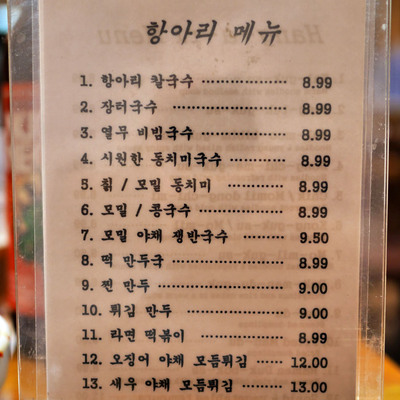 항아리 메뉴
1. 항아리 칼국수 ················ 8.99
2. 장터국수 ······················ 8.99
3. 열무 비빔국수 ················ 8.99
4. 시원한 동치미국수 ··········· 8.99
5. 칡 / 모밀 동치미 ············ 8.99
6. 모밀 / 콩국수 ················ 8.99
7. 모밀 야채 쟁반국수 ········· 9.50
8. 떡 만두국 ····················· 8.99
9. 찐 만두 ······················· 9.00
10. 튀김 만두 ··················· 9.00
11. 라면 떡볶이 ················ 8.99
12. 오징어 야채 모듬튀김 ······ 12.00
13. 새우 야채 모듬튀김 ········ 13.00